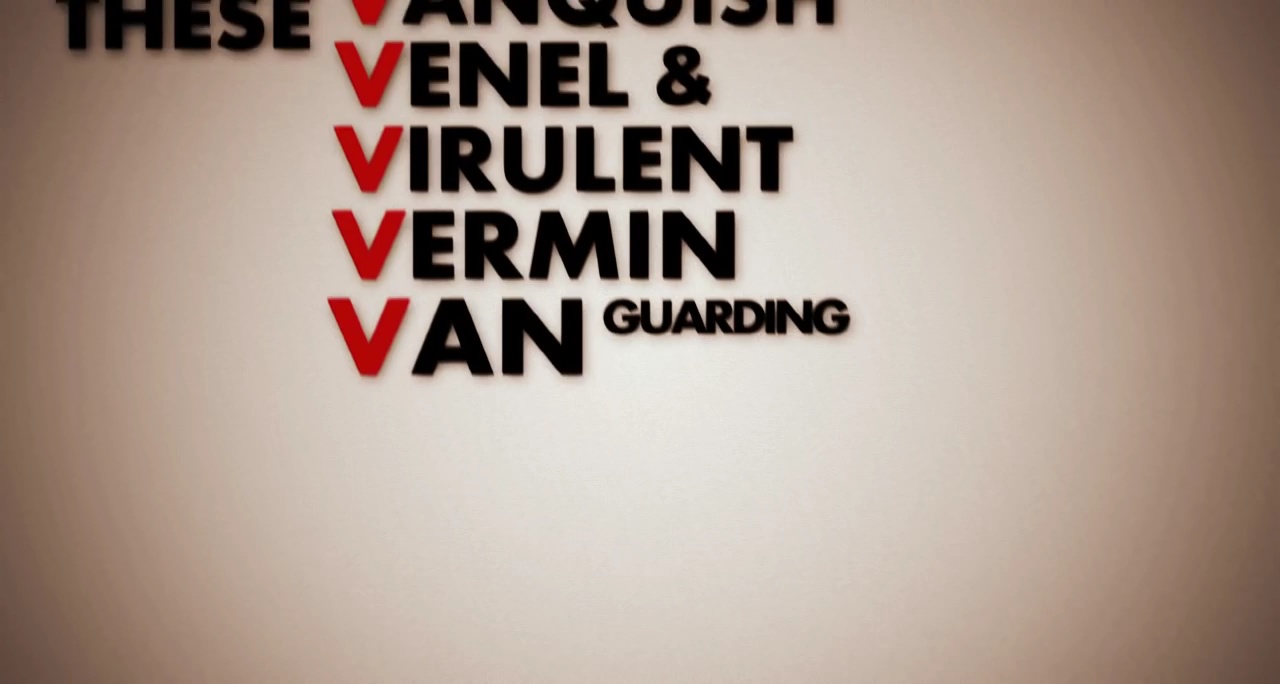 THESE VANQUISH
VENEL &
VIRULENT
VERMIN
VAN GUARDING